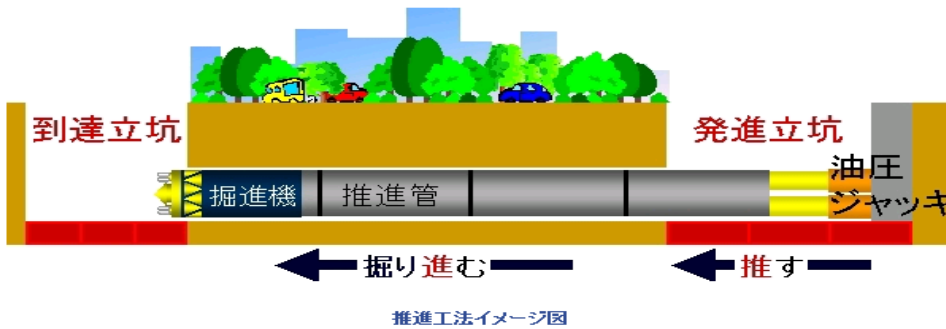 到達立坑
発進立坑
掘進機
推進管
油圧
ジャッキ
掘り進む
推す
推進工法イメージ図